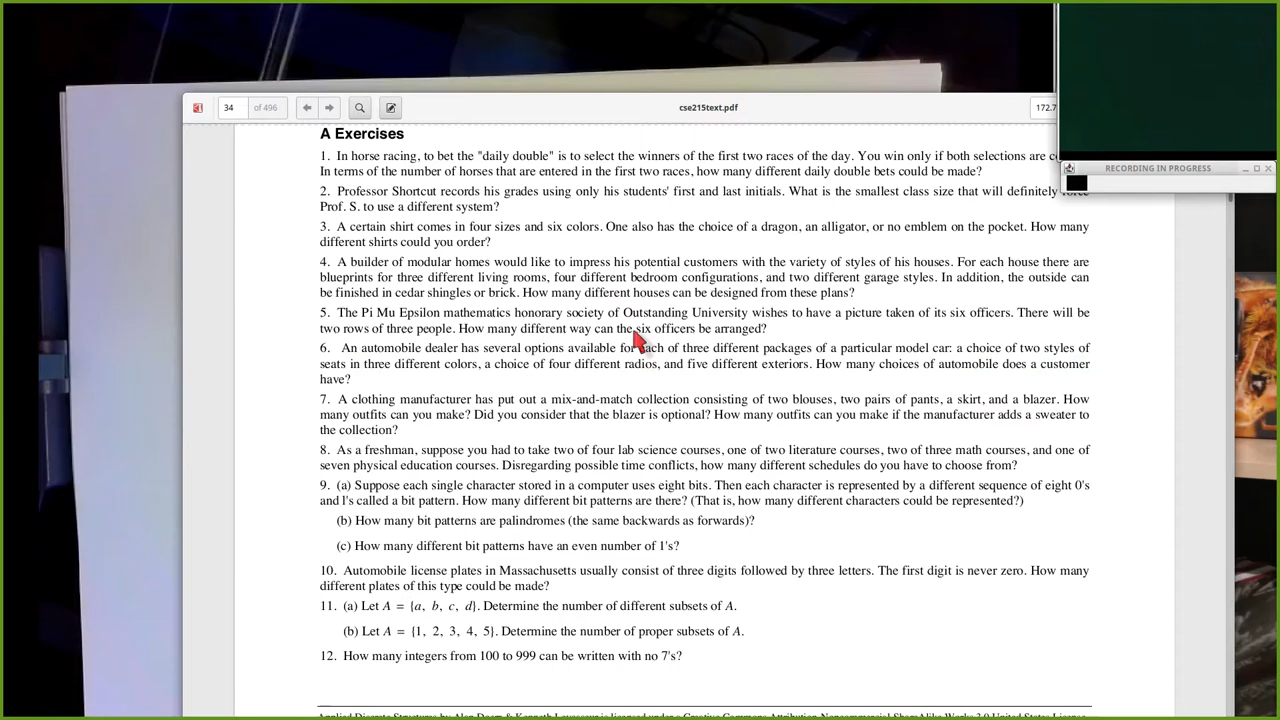 34 of 496
cse215text.pdf
172.7
RECORDING IN PROGRESS
A Exercises
1. In horse racing, to bet the "daily double" is to select the winners of the first two races of the day. You win only if both selections are
In terms of the number of horses that are entered in the first two races, how many different daily double bets could be made?
2. Professor Shortcut records his grades using only his students' first and last initials. What is the smallest class size that will definitely force
Prof. S. to use a different system?
3. A certain shirt comes in four sizes and six colors. One also has the choice of a dragon, an alligator, or no emblem on the pocket. How many
different shirts could you order?
4. A builder of modular homes would like to impress his potential customers with the variety of styles of his houses. For each house there are
blueprints for three different living rooms, four different bedroom configurations, and two different garage styles. In addition, the outside can
be finished in cedar shingles or brick. How many different houses can be designed from these plans?
5. The Pi Mu Epsilon mathematics honorary society of Outstanding University wishes to have a picture taken of its six officers. There will be
two rows of three people. How many different way can the six officers be arranged?
6. An automobile dealer has several options available for each of three different packages of a particular model car: a choice of two styles of
seats in three different colors, a choice of four different radios, and five different exteriors. How many choices of automobile does a customer
have?
7. A clothing manufacturer has put out a mix-and-match collection consisting of two blouses, two pairs of pants, a skirt, and a blazer. How
many outfits can you make? Did you consider that the blazer is optional? How many outfits can you make if the manufacturer adds a sweater to
the collection?
8. As a freshman, suppose you had to take two of four lab science courses, one of two literature courses, two of three math courses, and one of
seven physical education courses. Disregarding possible time conflicts, how many different schedules do you have to choose from?
9. (a) Suppose each single character stored in a computer uses eight bits. Then each character is represented by a different sequence of eight 0's
and l's called a bit pattern. How many different bit patterns are there? (That is, how many different characters could be represented?)
(b) How many bit patterns are palindromes (the same backwards as forwards)?
(c) How many different bit patterns have an even number of 1's?
10. Automobile license plates in Massachusetts usually consist of three digits followed by three letters. The first digit is never zero. How many
different plates of this type could be made?
11. (a) Let A = {a, b, c, d}. Determine the number of different subsets of A.
(b) Let A = {1, 2, 3, 4, 5}. Determine the number of proper subsets of A.
12. How many integers from 100 to 999 can be written with no 7's?
Applied Discrete Structures by Alan Doerr & Kenneth Levasseur is licensed under a Creative Commons Attribution-Noncommercial-ShareAlike Works 3.0 United States License